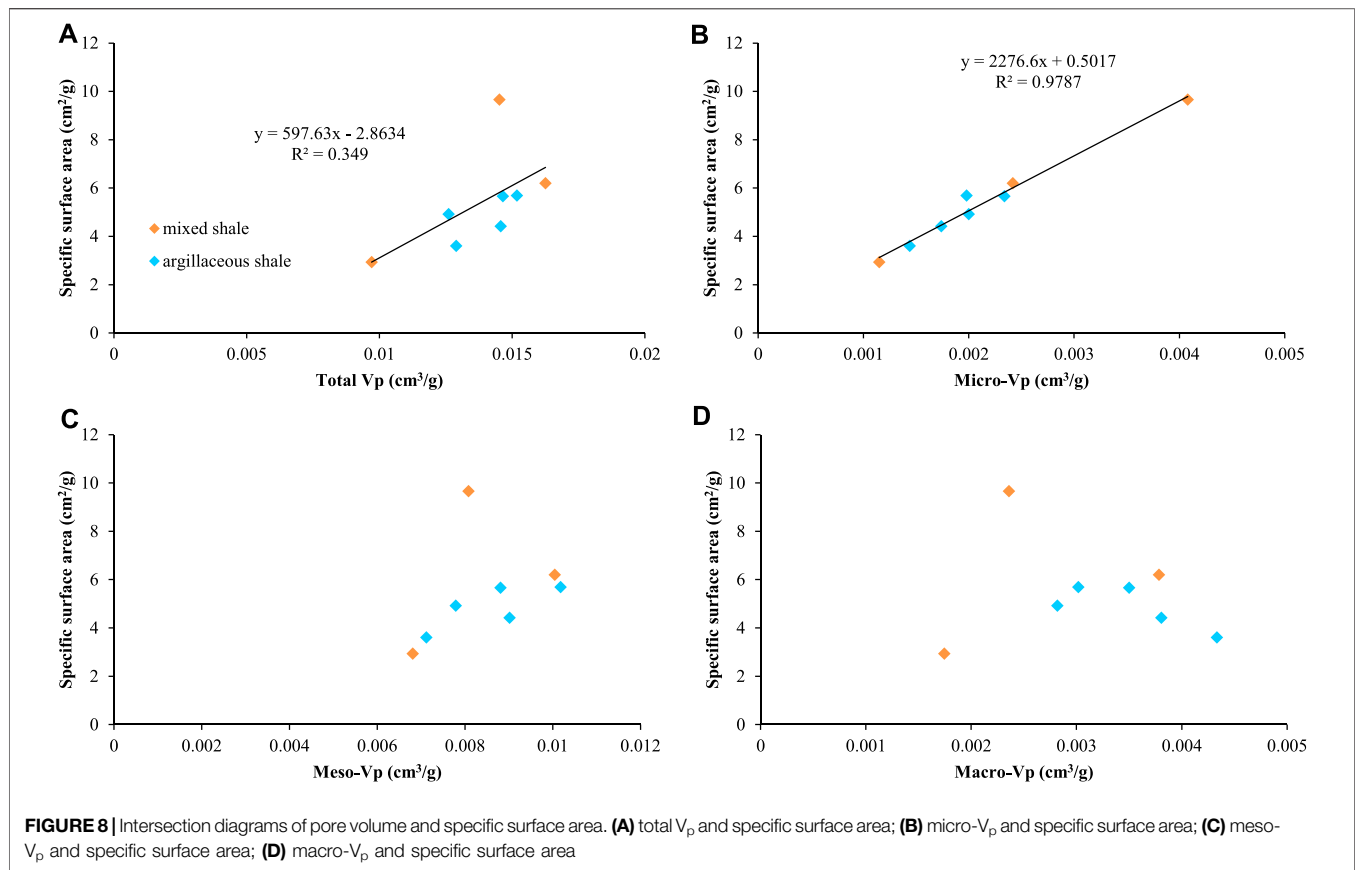 A
Specific surface area (cm²/g)
12
10
8
6
4
2
0
y = 597.63x - 2.8634
R² = 0.349
mixed shale
argillaceous shale
0 0.005 0.01 0.015 0.02
Total Vp (cm³/g)
B
Specific surface area (cm²/g)
12
10
8
6
4
2
0
y = 2276.6x + 0.5017
R² = 0.9787
0 0.001 0.002 0.003 0.004 0.005
Micro-Vp (cm³/g)
C
Specific surface area (cm²/g)
12
10
8
6
4
2
0
0 0.002 0.004 0.006 0.008 0.01 0.012
Meso-Vp (cm³/g)
D
Specific surface area (cm²/g)
12
10
8
6
4
2
0
0 0.001 0.002 0.003 0.004 0.005
Macro-Vp (cm³/g)
FIGURE 8 | Intersection diagrams of pore volume and specific surface area. (A) total Vp and specific surface area; (B) micro-Vp and specific surface area; (C) meso-
Vp and specific surface area; (D) macro-Vp and specific surface area